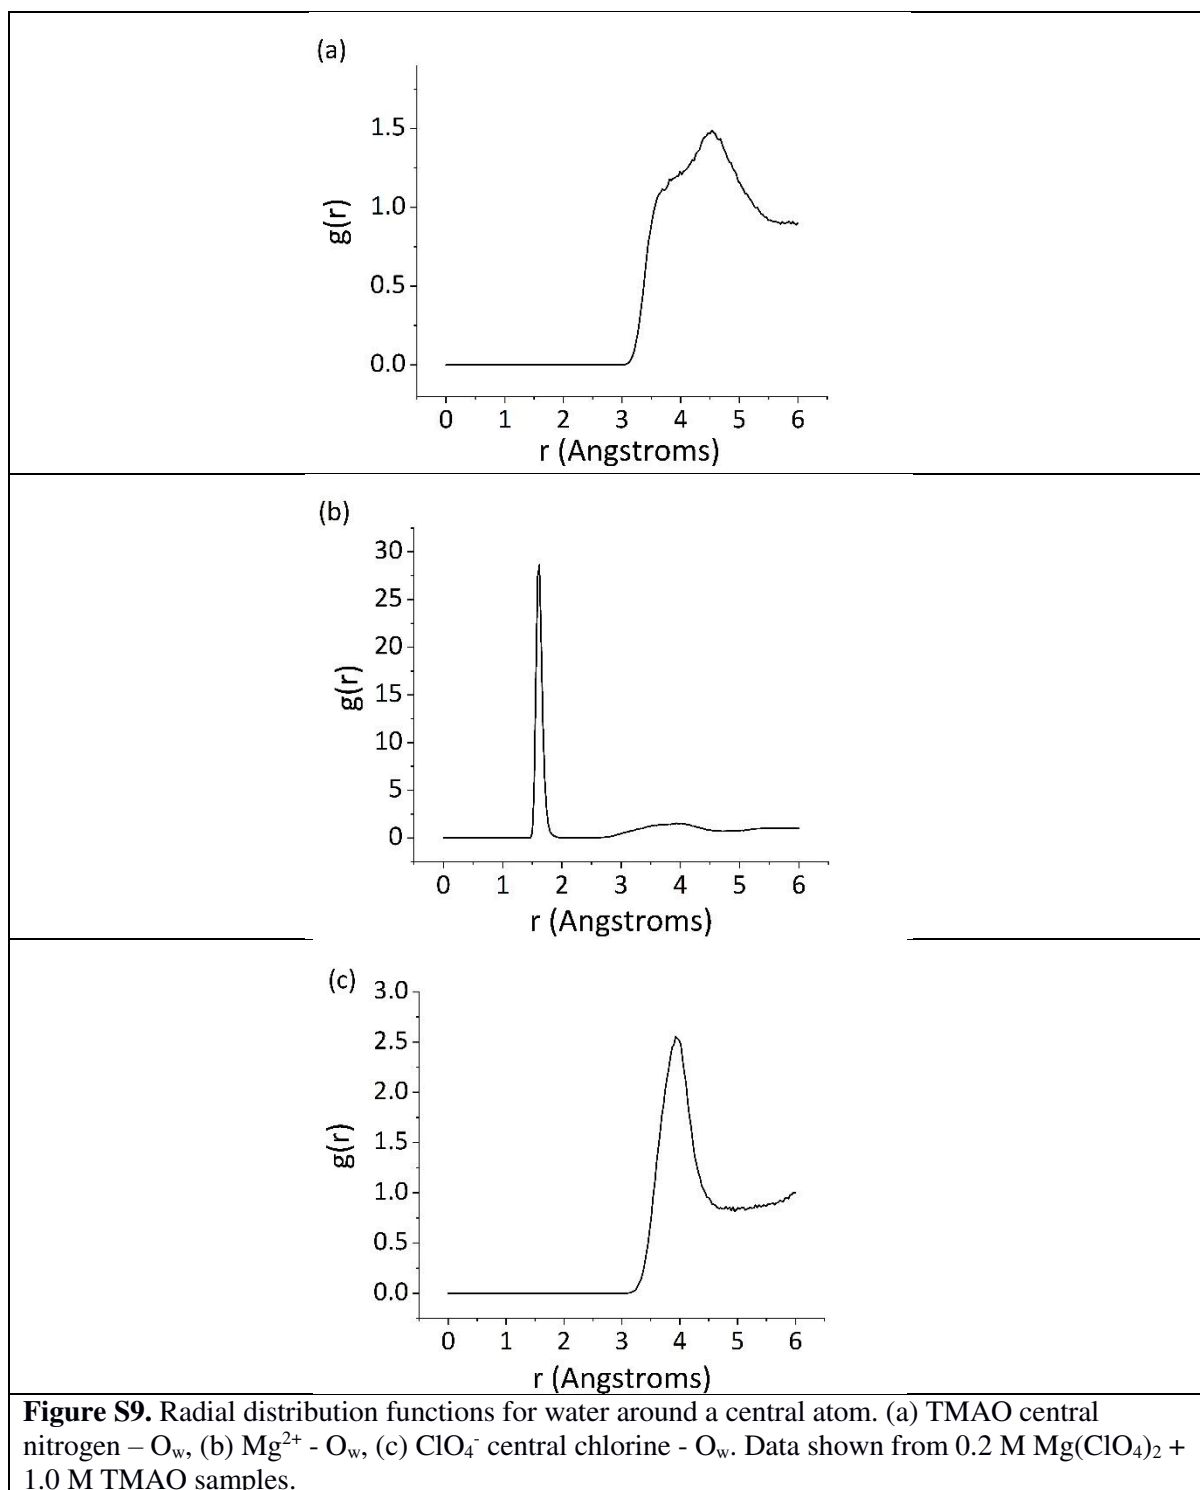 (a)
1.5
1.0
0.5
0.0
g(r)
0 1 2 3 4 5 6
r (Angstroms)
(b)
30
25
20
15
10
5
0
g(r)
0 1 2 3 4 5 6
r (Angstroms)
(c)
3.0
2.5
2.0
1.5
1.0
0.5
0.0
g(r)
0 1 2 3 4 5 6
r (Angstroms)
Figure S9. Radial distribution functions for water around a central atom. (a) TMAO central
nitrogen – Ow, (b) Mg2+ - Ow, (c) ClO4- central chlorine - Ow. Data shown from 0.2 M Mg(ClO4)2 +
1.0 M TMAO samples.